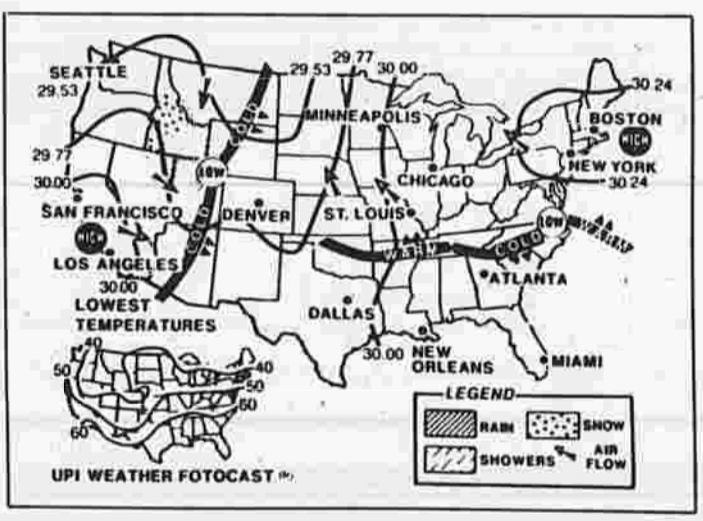 29.77
30.00
SEATTLE
29.53
29.53
30.24
COLD
MINNEAPOLIS
BOSTON
HIGH
29.77
LOW
CHICAGO
NEW YORK
30.00
30.24
SAN FRANCISCO
DENVER
ST. LOUIS
LOW
HIGH
COLD
WARM
COLD
WARM
LOS ANGELES
ATLANTA
30.00
LOWEST
TEMPERATURES
DALLAS
30.00
NEW
ORLEANS
MIAMI
40
50
40
50
60
60
LEGEND
RAIN
SNOW
SHOWERS
AIR
FLOW
UPI WEATHER FOTOCAST